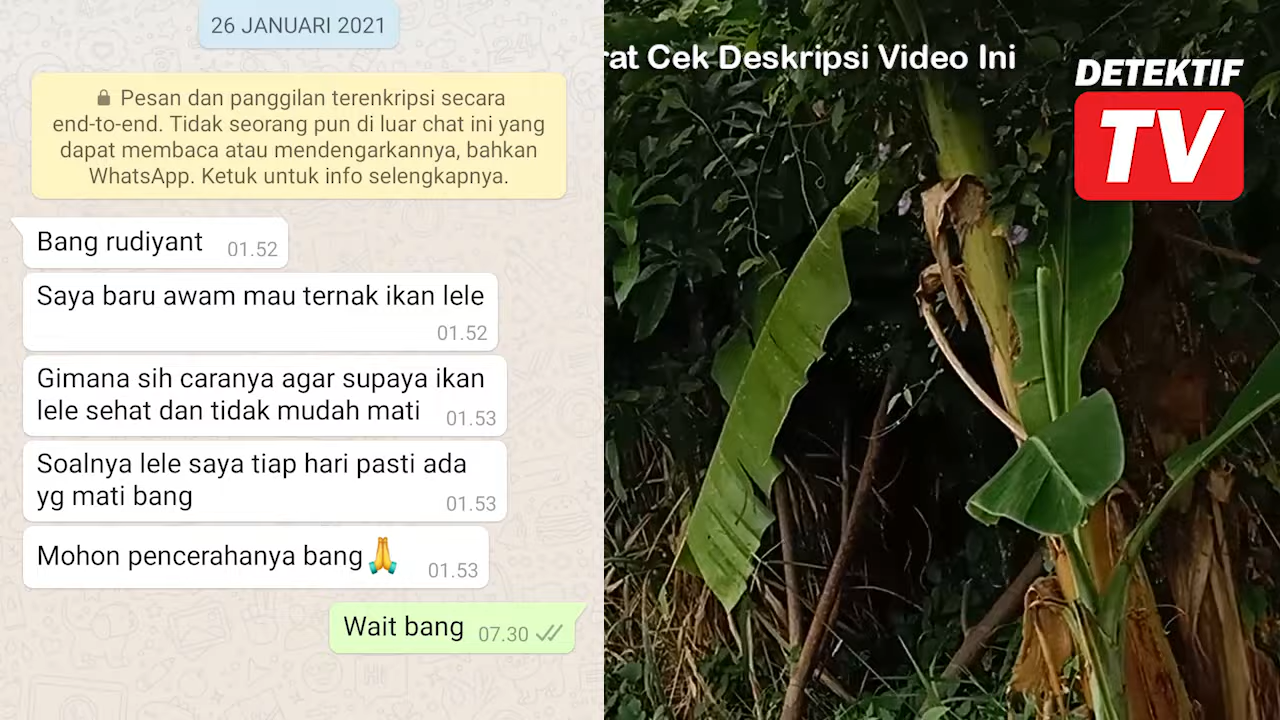 26 JANUARI 2021
Pesan dan panggilan terenkripsi secara
end-to-end. Tidak seorang pun di luar chat ini yang
dapat membaca atau mendengarkannya, bahkan
WhatsApp. Ketuk untuk info selengkapnya.
Bang rudiyant 01.52
Saya baru awam mau ternak ikan lele
01.52
Gimana sih caranya agar supaya ikan
lele sehat dan tidak mudah mati 01.53
Soalnya lele saya tiap hari pasti ada
yg mati bang 01.53
Mohon pencerahanya bang🙏 01.53
Wait bang 07.30
Cek Deskripsi Video Ini
DETEKTIF
TV